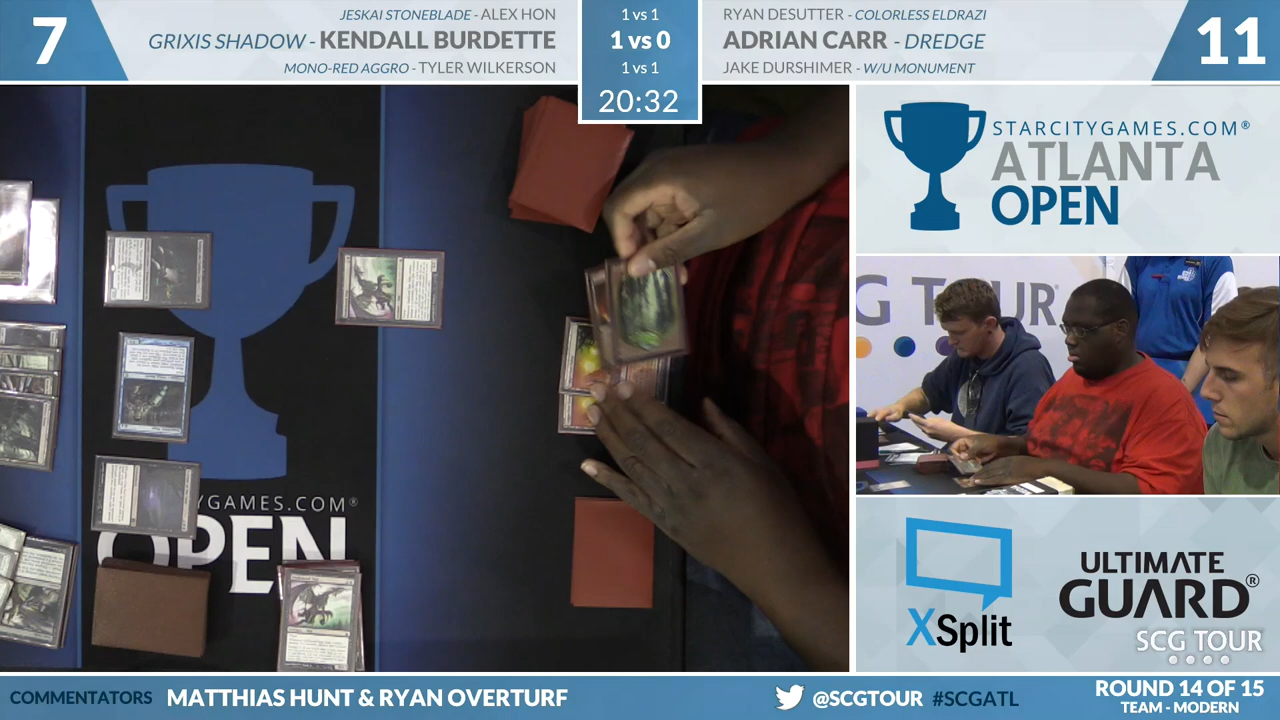 7
JESKAI STONEBLADE - ALEX HON
GRIXIS SHADOW - KENDALL BURDETTE
MONO-RED AGGRO - TYLER WILKERSON
1 vs 1
1 vs 0
1 vs 1
20:32
RYAN DESUTTER - COLORLESS ELDRAZI
ADRIAN CARR - DREDGE
JAKE DURSHIMER - W/U MONUMENT
11
STARCITYGAMES.COM®
ATLANTA
OPEN
YGAMES.COM®
OPEN
G TOUR
XSplit
ULTIMATE
GUARD®
SCG TOUR
COMMENTATORS MATTHIAS HUNT & RYAN OVERTURF
@SCGTOUR #SCGATL
ROUND 14 OF 15
TEAM - MODERN